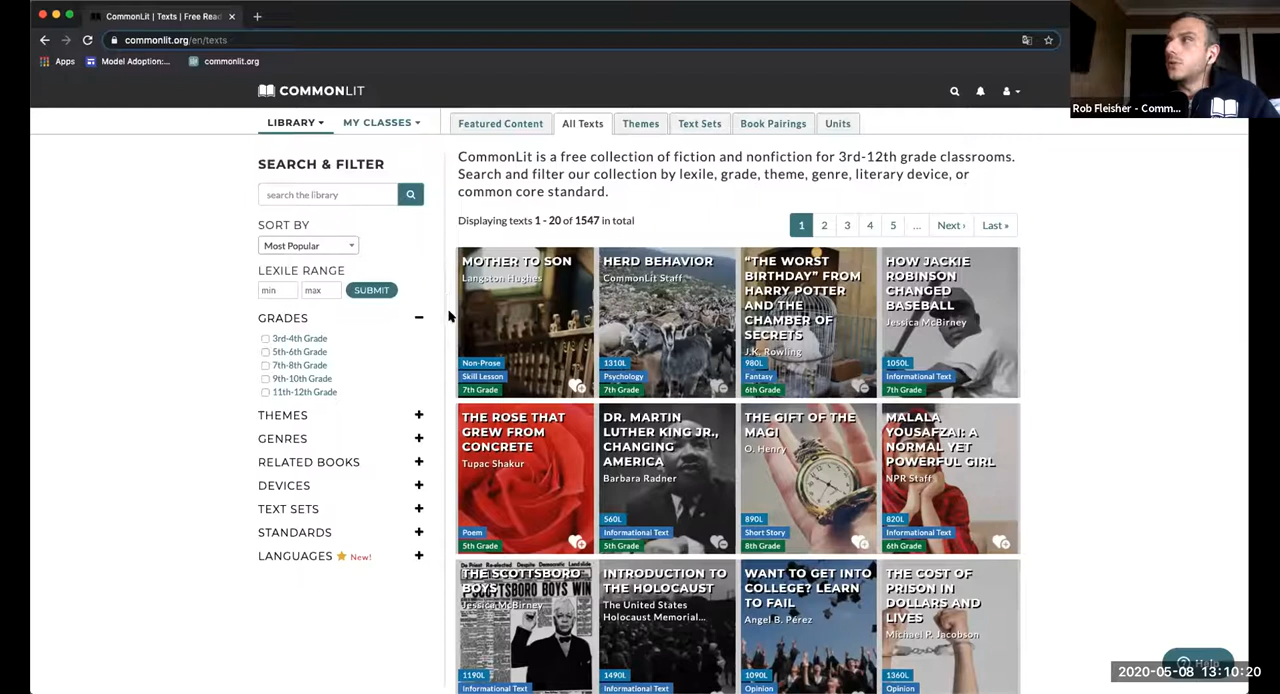 CommonLit | Texts | Free Read
commonlit.org/en/texts
Apps
Model Adoption:...
commonlit.org
Rob Fleisher - Comm...
COMMONLIT
LIBRARY
MY CLASSES
Featured Content
All Texts
Themes
Text Sets
Book Pairings
Units
SEARCH & FILTER
search the library
SORT BY
Most Popular
LEXILE RANGE
min
max
SUBMIT
GRADES
3rd-4th Grade
5th-6th Grade
7th-8th Grade
9th-10th Grade
11th-12th Grade
THEMES
GENRES
RELATED BOOKS
DEVICES
TEXT SETS
STANDARDS
LANGUAGES
New!
CommonLit is a free collection of fiction and nonfiction for 3rd-12th grade classrooms.
Search and filter our collection by lexile, grade, theme, genre, literary device, or
common core standard.
Displaying texts 1 - 20 of 1547 in total
1 2 3 4 5 ... Next › Last »
MOTHER TO SON
Langston Hughes
Non-Prose
Skill Lesson
7th Grade
HERD BEHAVIOR
CommonLit Staff
1310L
Psychology
7th Grade
"THE WORST
BIRTHDAY" FROM
HARRY POTTER
AND THE
CHAMBER OF
SECRETS
J.K. Rowling
980L
Fantasy
6th Grade
HOW JACKIE
ROBINSON
CHANGED
BASEBALL
Jessica McBirney
1050L
Informational Text
7th Grade
THE ROSE THAT
GREW FROM
CONCRETE
Tupac Shakur
Poem
5th Grade
DR. MARTIN
LUTHER KING JR.,
CHANGING
AMERICA
Barbara Radner
560L
Informational Text
5th Grade
THE GIFT OF THE
MAGI
O. Henry
890L
Short Story
8th Grade
MALALA
YOUSAFZAI: A
NORMAL YET
POWERFUL GIRL
NPR Staff
820L
Informational Text
6th Grade
THE SCOTTSBORO
BOYS
Jessica McBirney
1190L
Informational Text
INTRODUCTION TO
THE HOLOCAUST
The United States
Holocaust Memorial...
1490L
Informational Text
WANT TO GET INTO
COLLEGE? LEARN
TO FAIL
Angel B. Pérez
1090L
Opinion
THE COST OF
PRISON IN
DOLLARS AND
LIVES
Michael P. Jacobson
1360L
Opinion
Help
2020-05-08 13:10:20